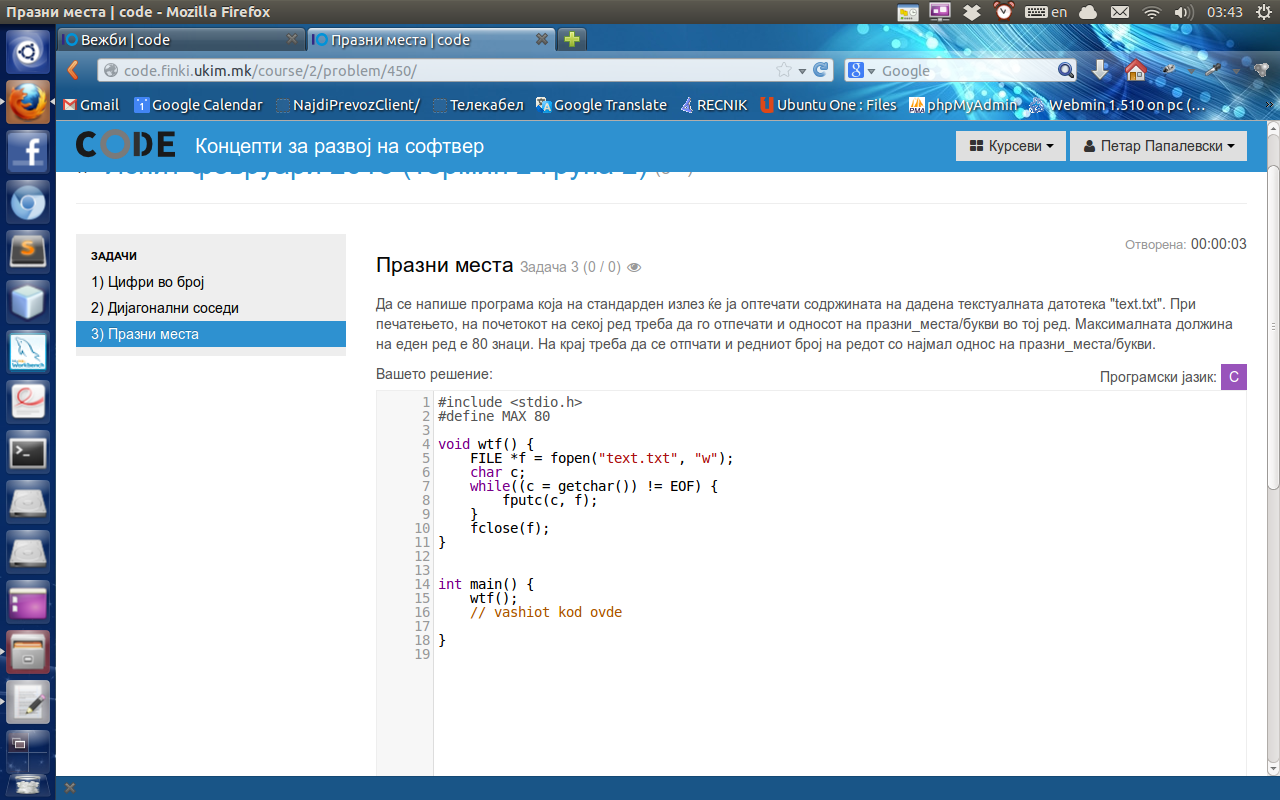 Празни места | code - Mozilla Firefox
en
03:43
Вежби | code
Празни места | code
code.finki.ukim.mk/course/2/problem/450/
Google
Gmail
Google Calendar
NajdiPrevozClient/
Телекабел
Google Translate
RECNIK
Ubuntu One : Files
phpMyAdmin
Webmin 1.510 on pc (…
CODE
Концепти за развој на софтвер
Курсеви
Петар Папалевски
ЗАДАЧИ
1) Цифри во број
2) Дијагонални соседи
3) Празни места
Отворена: 00:00:03
Празни места Задача 3 (0 / 0)
Да се напише програма која на стандарден излез ќе ја оптечати содржината на дадена текстуалната датотека "text.txt". При
печатењето, на почетокот на секој ред треба да го отпечати и односот на празни_места/букви во тој ред. Максималната должина
на еден ред е 80 знаци. На крај треба да се отпчати и редниот број на редот со најмал однос на празни_места/букви.
Вашето решение:
Програмски јазик: C
1 #include <stdio.h>
2 #define MAX 80
3
4 void wtf() {
5 FILE *f = fopen("text.txt", "w");
6 char c;
7 while((c = getchar()) != EOF) {
8 fputc(c, f);
9 }
10 fclose(f);
11 }
12
13
14 int main() {
15 wtf();
16 // vashiot kod ovde
17
18 }
19